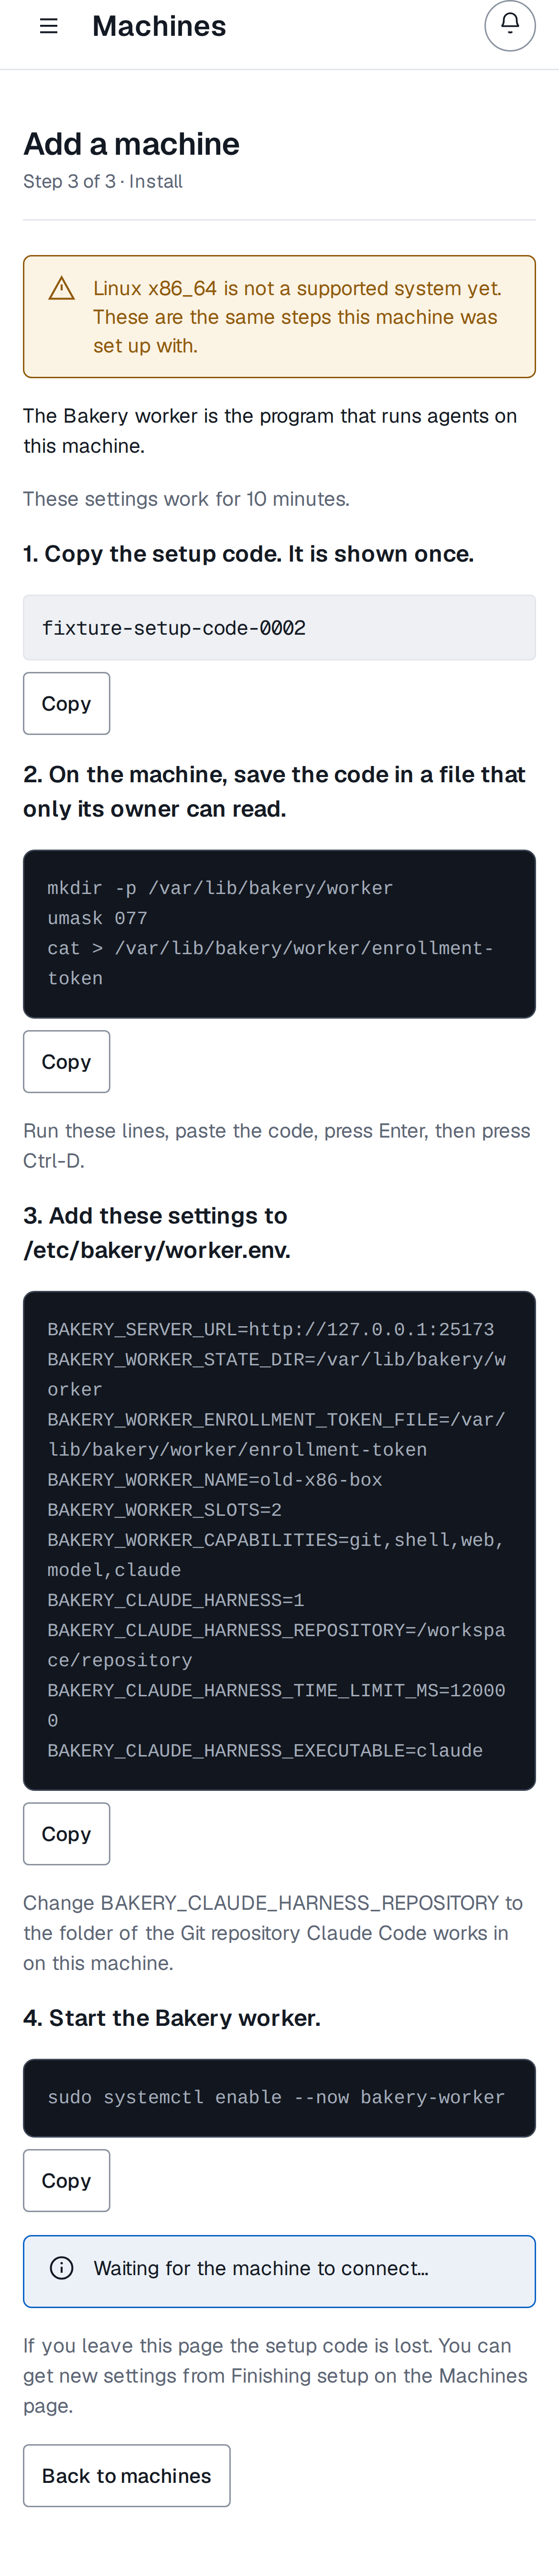 Machines
Add a machine
Step 3 of 3 · Install
Linux x86_64 is not a supported system yet.
These are the same steps this machine was
set up with.
The Bakery worker is the program that runs agents on
this machine.
These settings work for 10 minutes.
1. Copy the setup code. It is shown once.
fixture-setup-code-0002
Copy
2. On the machine, save the code in a file that
only its owner can read.
mkdir -p /var/lib/bakery/worker
umask 077
cat > /var/lib/bakery/worker/enrollment-
token
Copy
Run these lines, paste the code, press Enter, then press
Ctrl-D.
3. Add these settings to
/etc/bakery/worker.env.
BAKERY_SERVER_URL=http://127.0.0.1:25173
BAKERY_WORKER_STATE_DIR=/var/lib/bakery/w
orker
BAKERY_WORKER_ENROLLMENT_TOKEN_FILE=/var/
lib/bakery/worker/enrollment-token
BAKERY_WORKER_NAME=old-x86-box
BAKERY_WORKER_SLOTS=2
BAKERY_WORKER_CAPABILITIES=git,shell,web,
model,claude
BAKERY_CLAUDE_HARNESS=1
BAKERY_CLAUDE_HARNESS_REPOSITORY=/workspa
ce/repository
BAKERY_CLAUDE_HARNESS_TIME_LIMIT_MS=12000
0
BAKERY_CLAUDE_HARNESS_EXECUTABLE=claude
Copy
Change BAKERY_CLAUDE_HARNESS_REPOSITORY to
the folder of the Git repository Claude Code works in
on this machine.
4. Start the Bakery worker.
sudo systemctl enable --now bakery-worker
Copy
Waiting for the machine to connect…
If you leave this page the setup code is lost. You can
get new settings from Finishing setup on the Machines
page.
Back to machines